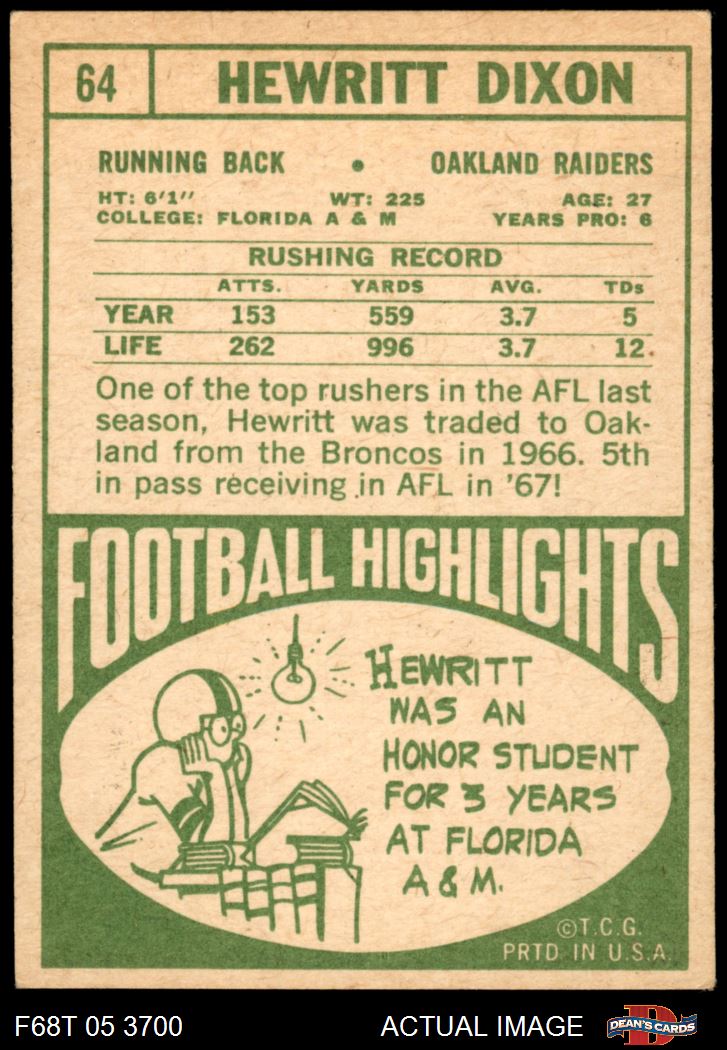 64 HEWRITT DIXON
RUNNING BACK • OAKLAND RAIDERS
HT: 6'1" WT: 225 AGE: 27
COLLEGE: FLORIDA A & M YEARS PRO: 6
RUSHING RECORD
ATTS. YARDS AVG. TDs
YEAR 153 559 3.7 5
LIFE 262 996 3.7 12
One of the top rushers in the AFL last
season, Hewritt was traded to Oak-
land from the Broncos in 1966. 5th
in pass receiving in AFL in '67!
FOOTBALL HIGHLIGHTS
HEWRITT
WAS AN
HONOR STUDENT
FOR 3 YEARS
AT FLORIDA
A & M.
©T.C.G.
PRTD IN U.S.A.
F68T 05 3700 ACTUAL IMAGE DEAN'S CARDS